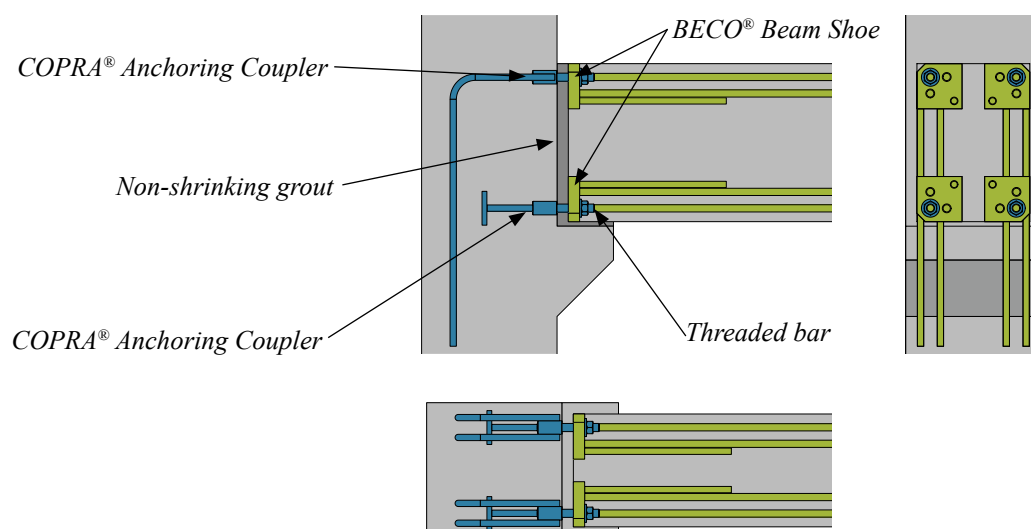 BECO® Beam Shoe
COPRA® Anchoring Coupler
Non-shrinking grout
COPRA® Anchoring Coupler
Threaded bar